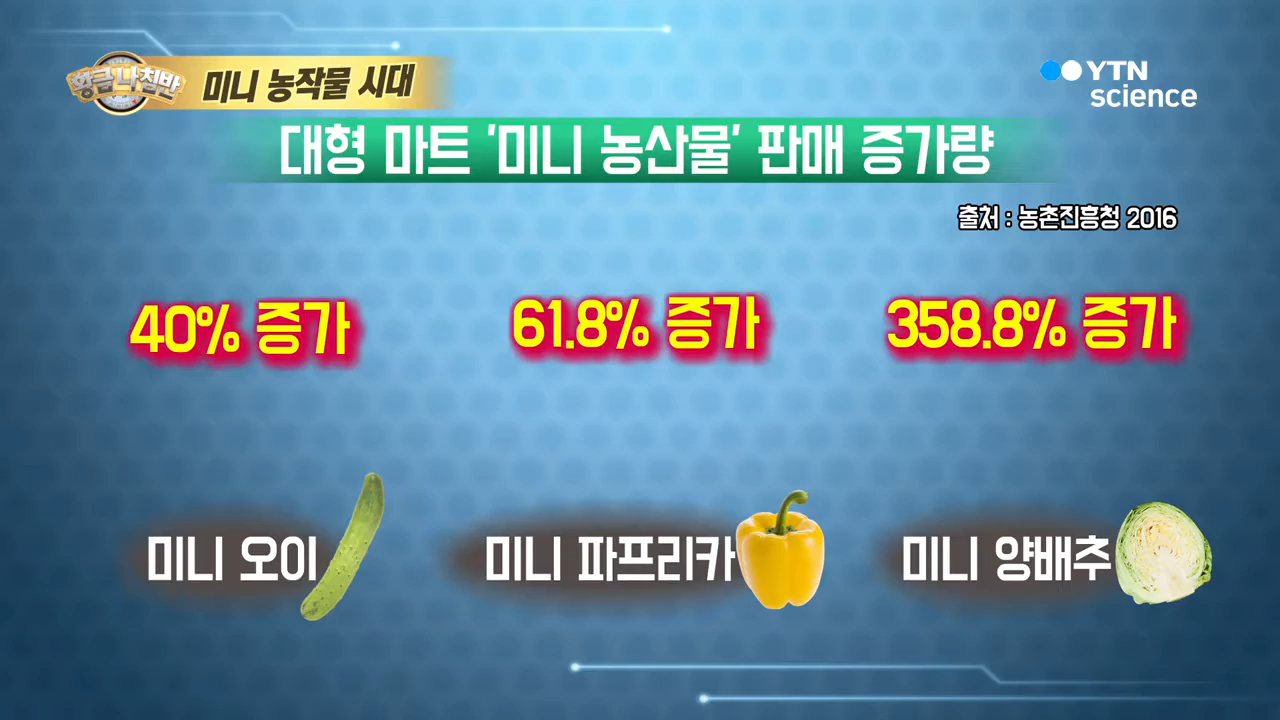 황금나침반
미니 농작물 시대
YTN
science
대형 마트 '미니 농산물' 판매 증가량
출처 : 농촌진흥청 2016
40% 증가
61.8% 증가
358.8% 증가
미니 오이
미니 파프리카
미니 양배추